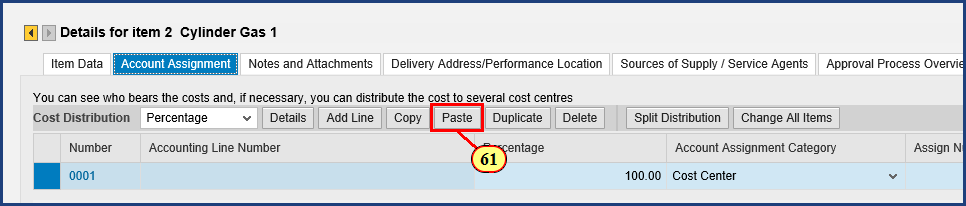 Details for item 2 Cylinder Gas 1
Item Data Account Assignment Notes and Attachments Delivery Address/Performance Location Sources of Supply / Service Agents Approval Process Overvie
You can see who bears the costs and, if necessary, you can distribute the cost to several cost centres
Cost Distribution Percentage Details Add Line Copy Paste Duplicate Delete Split Distribution Change All Items
Number Accounting Line Number Percentage Account Assignment Category Assign Nu
61
0001 100.00 Cost Center